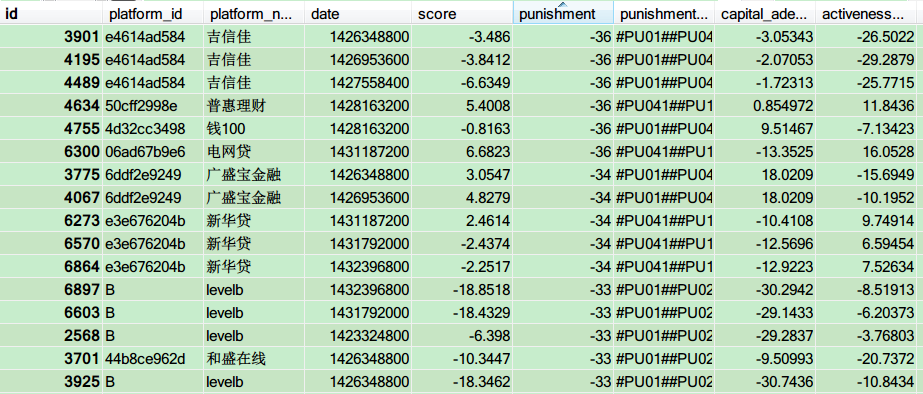 id platform_id platform_n... date score punishment punishment... capital_ade... activeness...
3901 e4614ad584 吉信佳 1426348800 -3.486 -36 #PU01##PU04 -3.05343 -26.5022
4195 e4614ad584 吉信佳 1426953600 -3.8412 -36 #PU01##PU04 -2.07053 -29.2879
4489 e4614ad584 吉信佳 1427558400 -6.6349 -36 #PU01##PU04 -1.72313 -25.7715
4634 50cff2998e 普惠理财 1428163200 5.4008 -36 #PU041##PU1 0.854972 11.8436
4755 4d32cc3498 钱100 1428163200 -0.8163 -36 #PU01##PU04 9.51467 -7.13423
6300 06ad67b9e6 电网贷 1431187200 6.6823 -36 #PU041##PU1 -13.3525 16.0528
3775 6ddf2e9249 广盛宝金融 1426348800 3.0547 -34 #PU01##PU04 18.0209 -15.6949
4067 6ddf2e9249 广盛宝金融 1426953600 4.8279 -34 #PU01##PU04 18.0209 -10.1952
6273 e3e676204b 新华贷 1431187200 2.4614 -34 #PU041##PU1 -10.4108 9.74914
6570 e3e676204b 新华贷 1431792000 -2.4374 -34 #PU041##PU1 -12.5696 6.59454
6864 e3e676204b 新华贷 1432396800 -2.2517 -34 #PU041##PU1 -12.9223 7.52634
6897 B levelb 1432396800 -18.8518 -33 #PU01##PU02 -30.2942 -8.51913
6603 B levelb 1431792000 -18.4329 -33 #PU01##PU02 -29.1433 -6.20373
2568 B levelb 1423324800 -6.398 -33 #PU01##PU02 -29.2837 -3.76803
3701 44b8ce962d 和盛在线 1426348800 -10.3447 -33 #PU01##PU02 -9.50993 -20.7372
3925 B levelb 1426348800 -18.3462 -33 #PU01##PU02 -30.7436 -10.8434